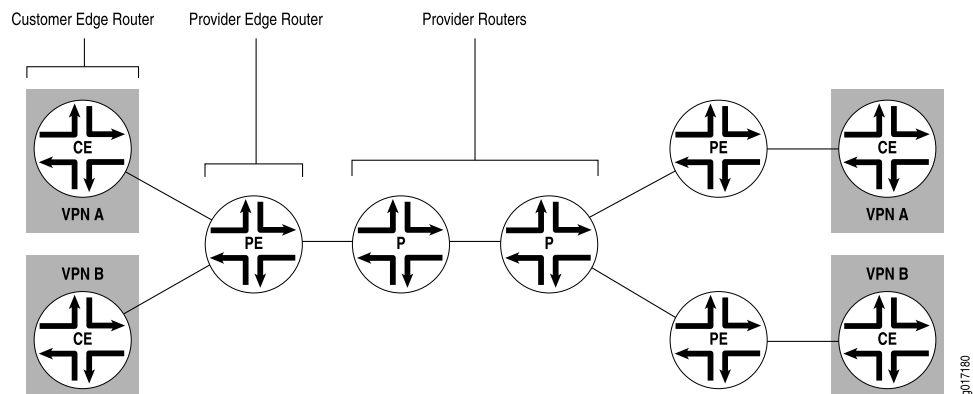 Customer Edge Router
Provider Edge Router
Provider Routers
CE
VPN A
PE
CE
VPN A
PE
P
P
VPN B
CE
PE
VPN B
CE
g017180